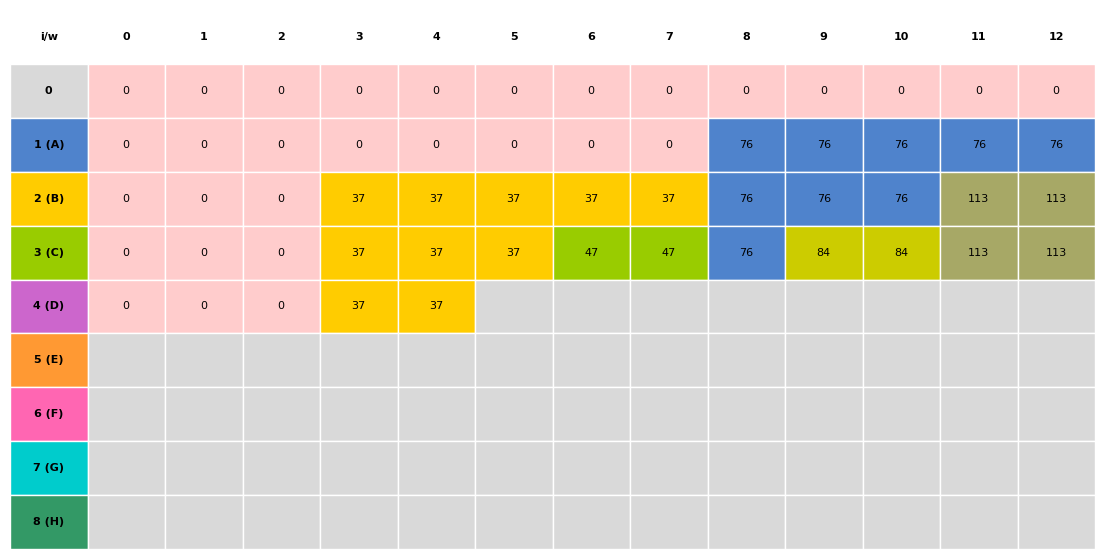 i/w 0 1 2 3 4 5 6 7 8 9 10 11 12
0 0 0 0 0 0 0 0 0 0 0 0 0 0
1 (A) 0 0 0 0 0 0 0 0 76 76 76 76 76
2 (B) 0 0 0 37 37 37 37 37 76 76 76 113 113
3 (C) 0 0 0 37 37 37 47 47 76 84 84 113 113
4 (D) 0 0 0 37 37
5 (E)
6 (F)
7 (G)
8 (H)